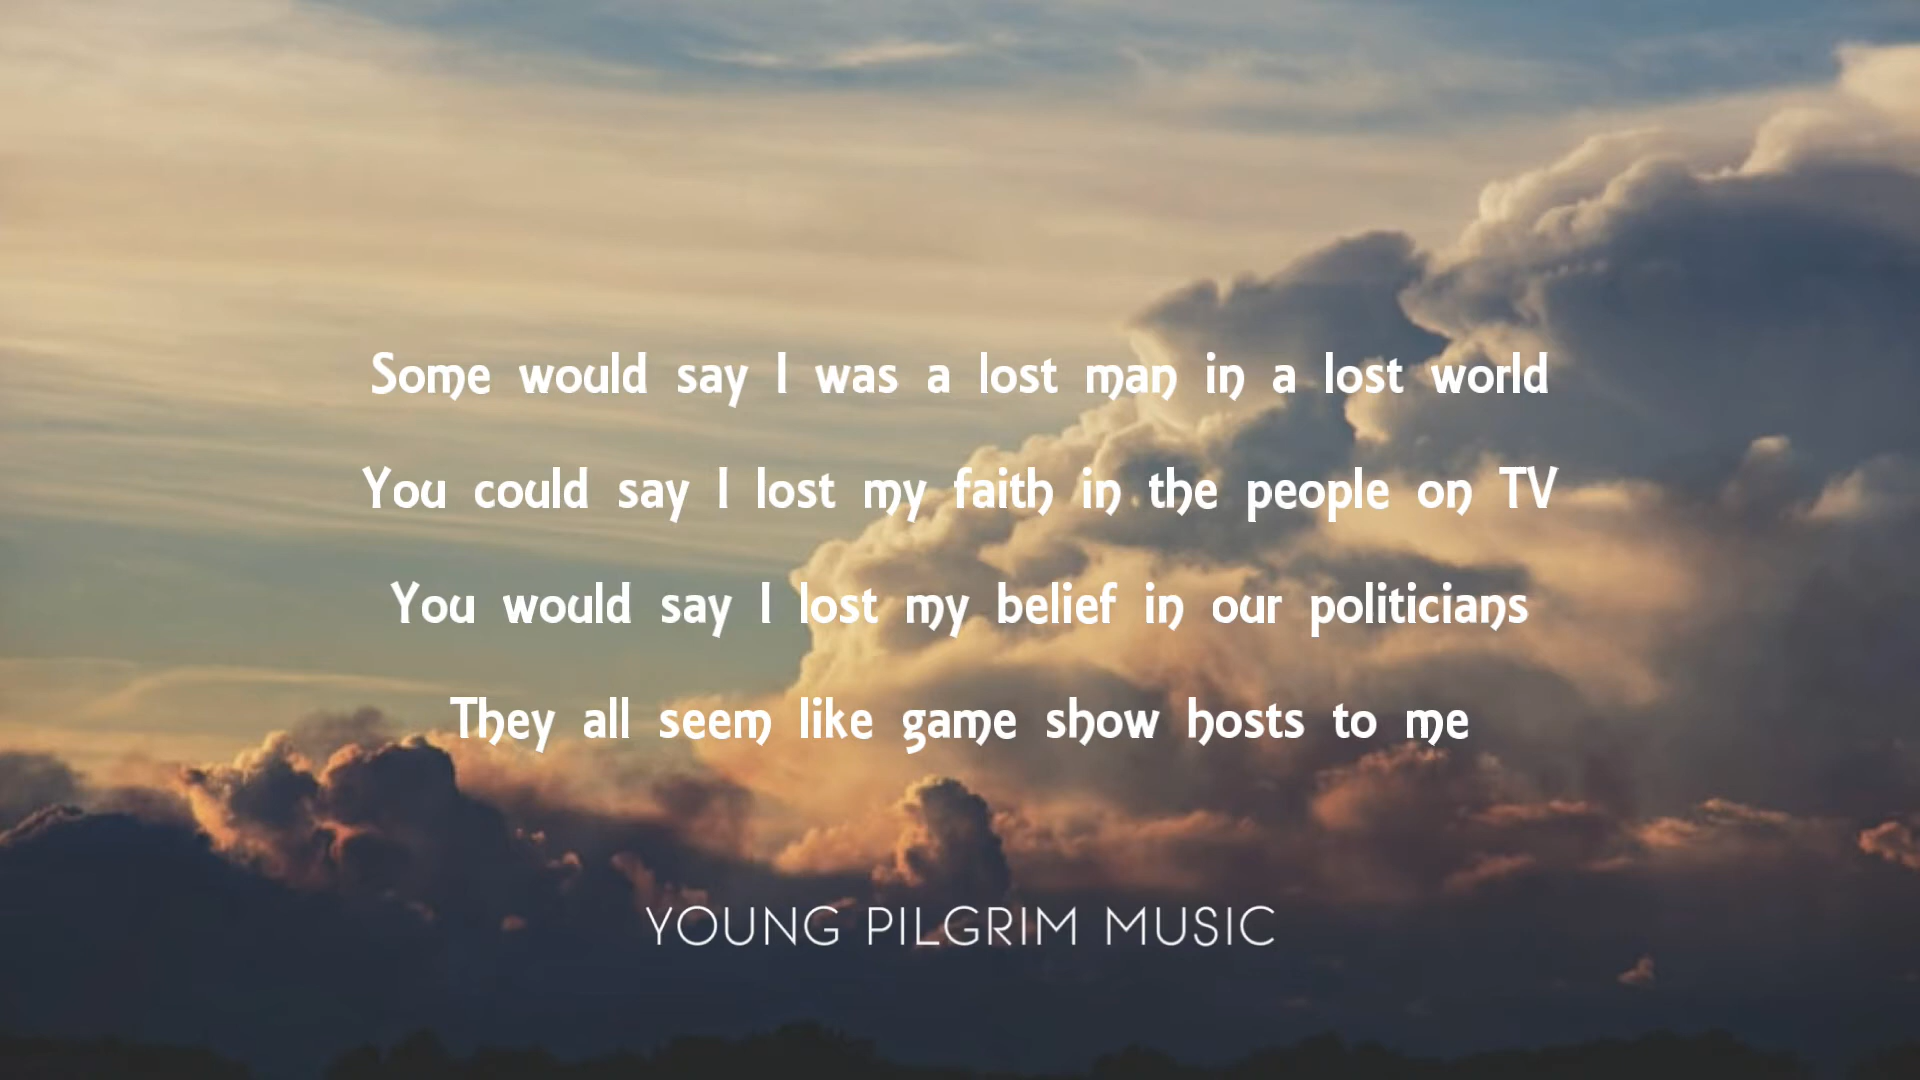 Some would say I was a lost man in a lost world
You could say I lost my faith in the people on TV
You would say I lost my belief in our politicians
They all seem like game show hosts to me
YOUNG PILGRIM MUSIC